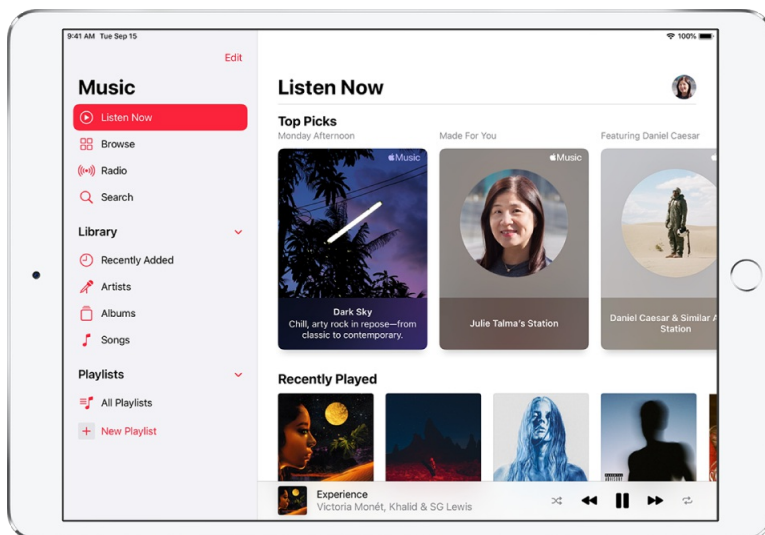 9:41 AM Tue Sep 15
100%
Edit
Music
Listen Now
Browse
Radio
Search
Library
Recently Added
Artists
Albums
Songs
Playlists
All Playlists
New Playlist
Listen Now
Top Picks
Monday Afternoon
Music
Dark Sky
Chill, arty rock in repose—from
classic to contemporary.
Made For You
Music
Julie Talma's Station
Featuring Daniel Caesar
Daniel Caesar & Similar A
Station
Recently Played
Experience
Victoria Monét, Khalid & SG Lewis